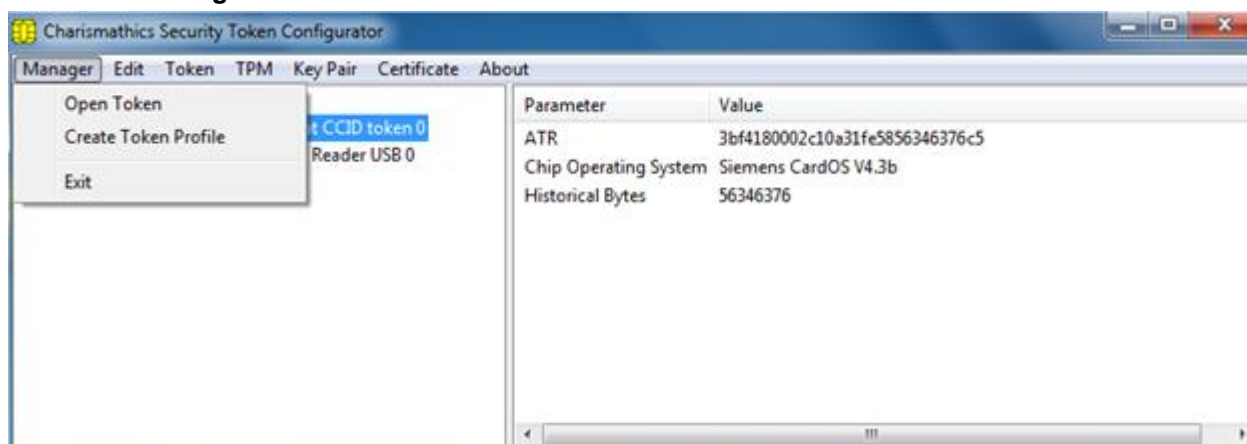 Charismathics Security Token Configurator
Manager Edit Token TPM Key Pair Certificate About
Open Token
Create Token Profile
Exit
CCID token 0
Reader USB 0
Parameter Value
ATR 3bf4180002c10a31fe5856346376c5
Chip Operating System Siemens CardOS V4.3b
Historical Bytes 56346376